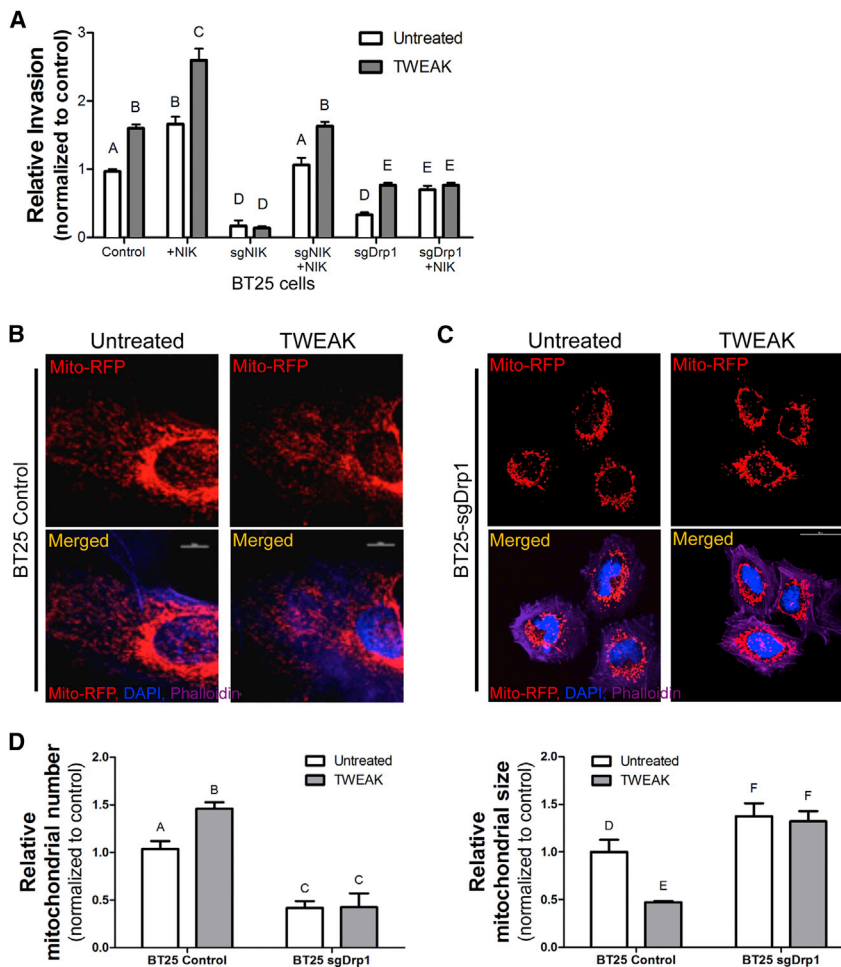 A
Relative Invasion
(normalized to control)
3
2
1
0
Untreated
TWEAK
A
B
B
C
D
D
A
B
D
E
E
E
Control
+NIK
sgNIK
sgNIK
+NIK
sgDrp1
sgDrp1
+NIK
BT25 cells
B
Untreated
TWEAK
BT25 Control
Mito-RFP
Mito-RFP
Merged
Merged
Mito-RFP, DAPI, Phalloidin
C
Untreated
TWEAK
BT25-sgDrp1
Mito-RFP
Mito-RFP
Merged
Merged
Mito-RFP, DAPI, Phalloidin
D
Relative
mitochondrial number
(normalized to control)
2.0
1.5
1.0
0.5
0.0
Untreated
TWEAK
A
B
C
C
BT25 Control
BT25 sgDrp1
Relative
mitochondrial size
(normalized to control)
2.0
1.5
1.0
0.5
0.0
Untreated
TWEAK
D
E
F
F
BT25 Control
BT25 sgDrp1